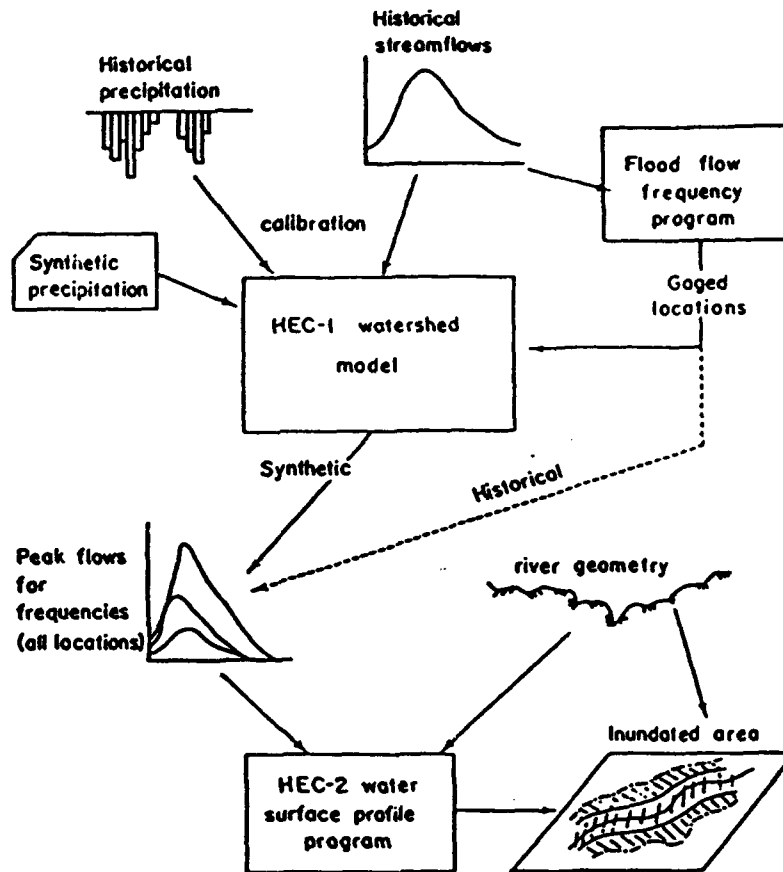 Historical
streamflows
Historical
precipitation
Flood flow
frequency
program
calibration
Synthetic
precipitation
Gaged
locations
HEC-1 watershed
model
Synthetic
Historical
Peak flows
for
frequencies
(all locations)
river geometry
Inundated area
HEC-2 water
surface profile
program